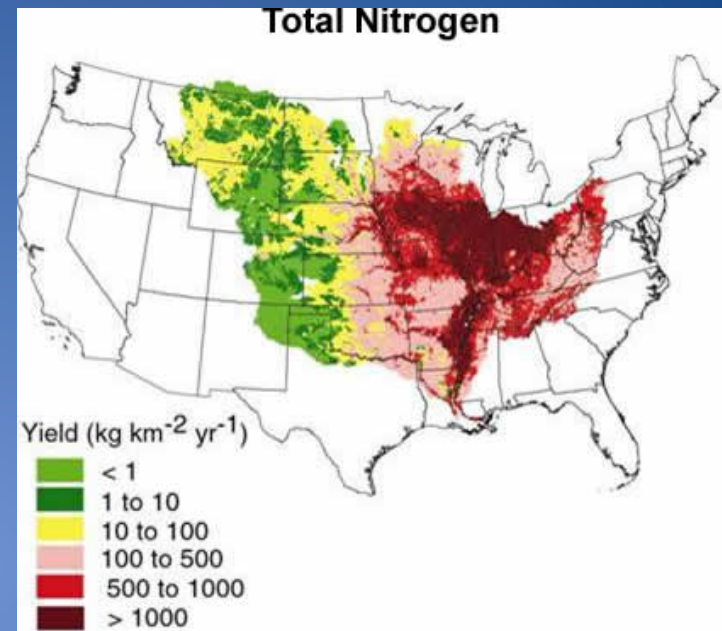 Total Nitrogen
Yield (kg km⁻² yr⁻¹)
< 1
1 to 10
10 to 100
100 to 500
500 to 1000
> 1000